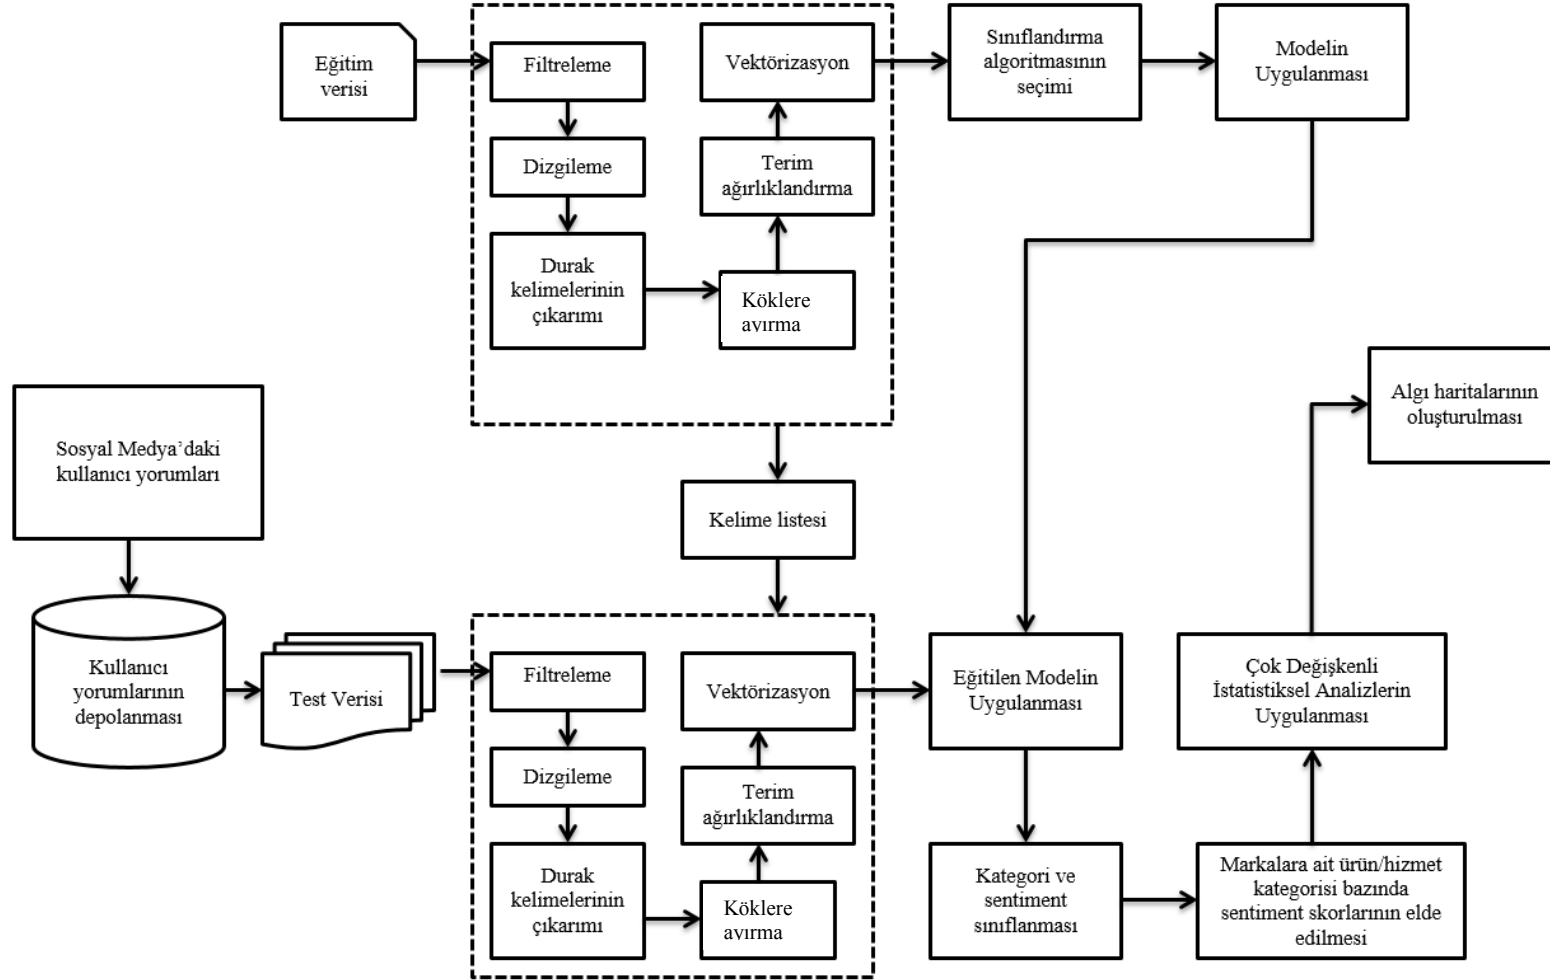 Eğitim
verisi
Filtreleme
Dizgileme
Durak
kelimelerinin
çıkarımı
Köklere
ayırma
Terim
ağırlıklandırma
Vektörizasyon
Sınıflandırma
algoritmasının
seçimi
Modelin
Uygulanması
Kelime listesi
Sosyal Medya’daki
kullanıcı yorumları
Kullanıcı
yorumlarının
depolanması
Test Verisi
Filtreleme
Dizgileme
Durak
kelimelerinin
çıkarımı
Köklere
ayırma
Terim
ağırlıklandırma
Vektörizasyon
Eğitilen Modelin
Uygulanması
Kategori ve
sentiment
sınıflanması
Markalara ait ürün/hizmet
kategorisi bazında
sentiment skorlarının elde
edilmesi
Çok Değişkenli
İstatistiksel Analizlerin
Uygulanması
Algı haritalarının
oluşturulması